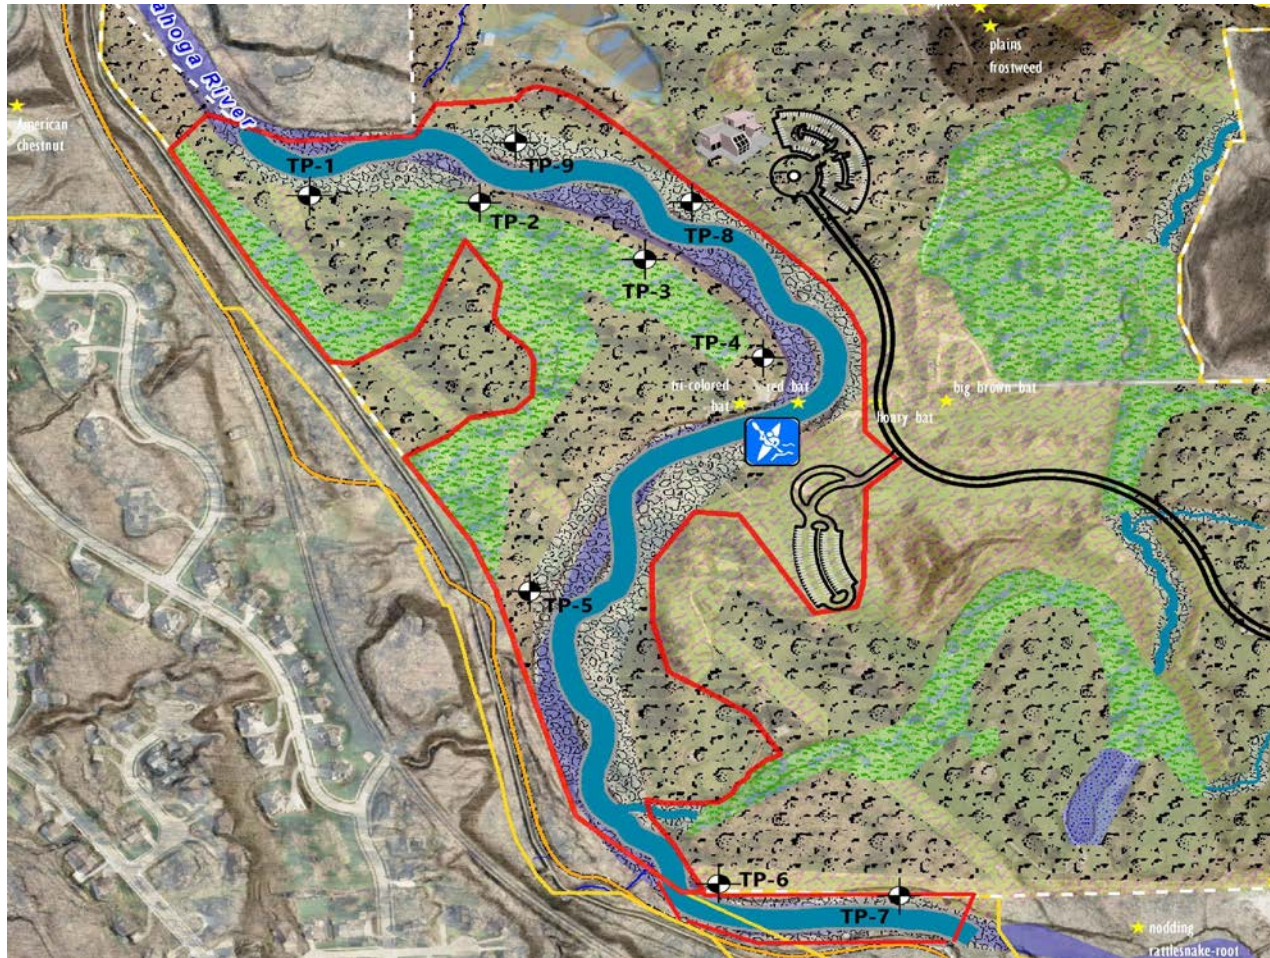 ahoga River
plains
frostweed
American
chestnut
TP-1
TP-9
TP-2
TP-8
TP-3
TP-4
tri-colored
bat
red bat
big brown bat
hoary bat
TP-5
TP-6
TP-7
nodding
rattlesnake-root